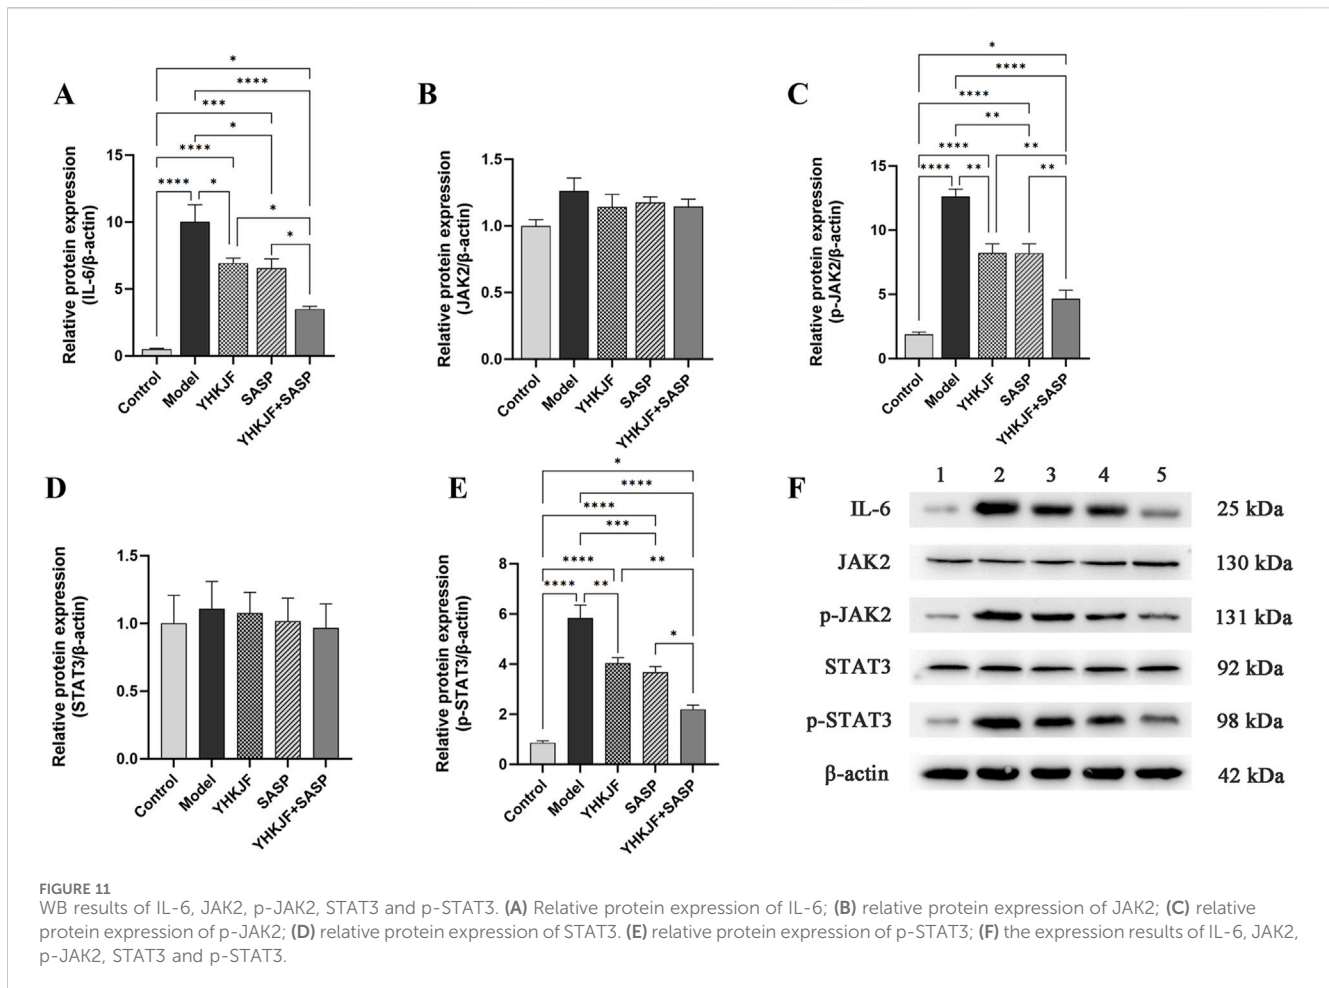 A
Relative protein expression
(IL-6/β-actin)
15
10
5
0
*
****
***
*
****
****
*
*
*
Control
Model
YHKJF
SASP
YHKJF+SASP
B
Relative protein expression
(JAK2/β-actin)
1.5
1.0
0.5
0.0
Control
Model
YHKJF
SASP
YHKJF+SASP
C
Relative protein expression
(p-JAK2/β-actin)
15
10
5
0
*
****
****
**
****
**
****
**
**
Control
Model
YHKJF
SASP
YHKJF+SASP
D
Relative protein expression
(STAT3/β-actin)
1.5
1.0
0.5
0.0
Control
Model
YHKJF
SASP
YHKJF+SASP
E
Relative protein expression
(p-STAT3/β-actin)
8
6
4
2
0
*
****
****
***
****
**
****
**
*
Control
Model
YHKJF
SASP
YHKJF+SASP
F
1 2 3 4 5
IL-6 25 kDa
JAK2 130 kDa
p-JAK2 131 kDa
STAT3 92 kDa
p-STAT3 98 kDa
β-actin 42 kDa
FIGURE 11
WB results of IL-6, JAK2, p-JAK2, STAT3 and p-STAT3. (A) Relative protein expression of IL-6; (B) relative protein expression of JAK2; (C) relative
protein expression of p-JAK2; (D) relative protein expression of STAT3. (E) relative protein expression of p-STAT3; (F) the expression results of IL-6, JAK2,
p-JAK2, STAT3 and p-STAT3.